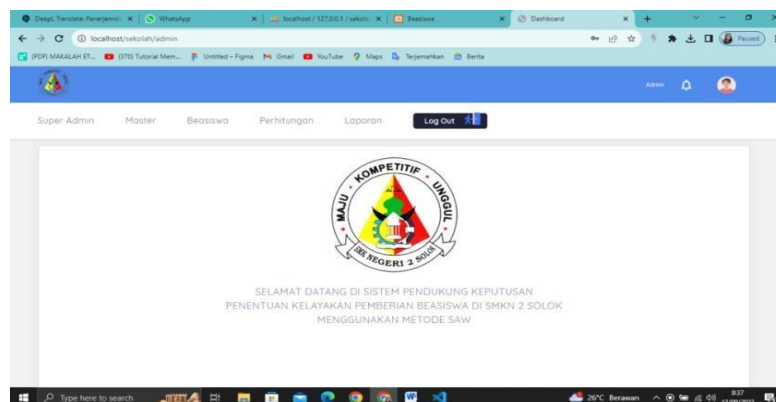 DeepL Translate: Penerjemah
WhatsApp
localhost / 127.0.0.1 / sekolah
Beasiswa
Dashboard
localhost/sekolah/admin
Paused
(PDF) MAKALAH ET...
(370) Tutorial Mem...
Untitled – Figma
Gmail
YouTube
Maps
Terjemahkan
Berita
Admin
Super Admin
Master
Beasiswa
Perhitungan
Laporan
Log Out
MAJU • KOMPETITIF • UNGGUL
SMK NEGERI 2 SOLOK
SELAMAT DATANG DI SISTEM PENDUKUNG KEPUTUSAN
PENENTUAN KELAYAKAN PEMBERIAN BEASISWA DI SMKN 2 SOLOK
MENGGUNAKAN METODE SAW
Type here to search
26°C Berawan
8:37